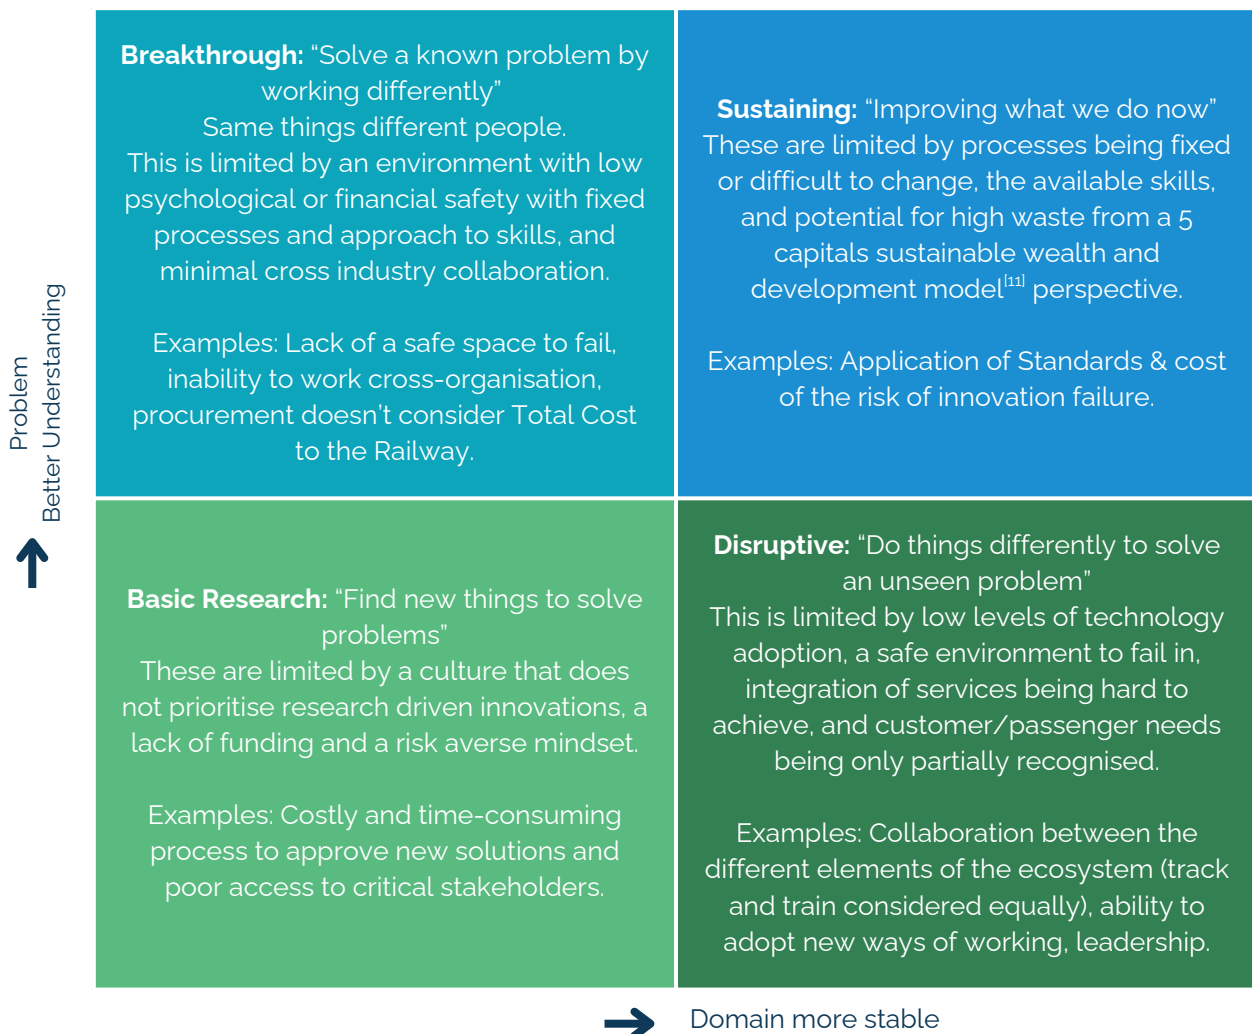 Breakthrough: “Solve a known problem by
working differently”
Same things different people.
This is limited by an environment with low
psychological or financial safety with fixed
processes and approach to skills, and
minimal cross industry collaboration.
Examples: Lack of a safe space to fail,
inability to work cross-organisation,
procurement doesn’t consider Total Cost
to the Railway.
Sustaining: “Improving what we do now”
These are limited by processes being fixed
or difficult to change, the available skills,
and potential for high waste from a 5
capitals sustainable wealth and
development model[11] perspective.
Examples: Application of Standards & cost
of the risk of innovation failure.
Problem
Better Understanding
Basic Research: “Find new things to solve
problems”
These are limited by a culture that does
not prioritise research driven innovations, a
lack of funding and a risk averse mindset.
Examples: Costly and time-consuming
process to approve new solutions and
poor access to critical stakeholders.
Disruptive: “Do things differently to solve
an unseen problem”
This is limited by low levels of technology
adoption, a safe environment to fail in,
integration of services being hard to
achieve, and customer/passenger needs
being only partially recognised.
Examples: Collaboration between the
different elements of the ecosystem (track
and train considered equally), ability to
adopt new ways of working, leadership.
Domain more stable